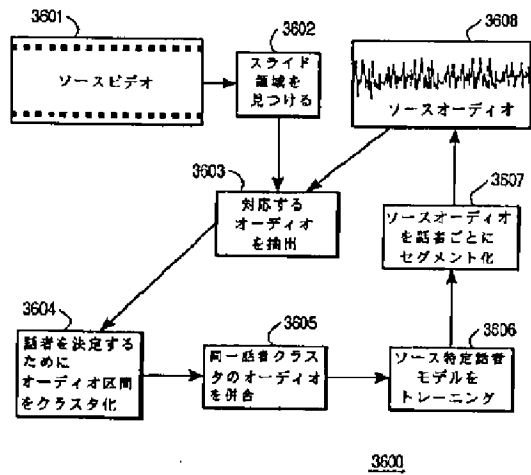 3601
ソースビデオ
3602
スライド
領域を
見つける
3608
ソースオーディオ
3603
対応する
オーディオ
を抽出
3607
ソースオーディオ
を話者ごとに
セグメント化
3604
話者を決定する
ために
オーディオ区間
をクラスタ化
3605
同一話者クラス
タのオーディオ
を併合
3606
ソース特定話者
モデルを
トレーニング
3600